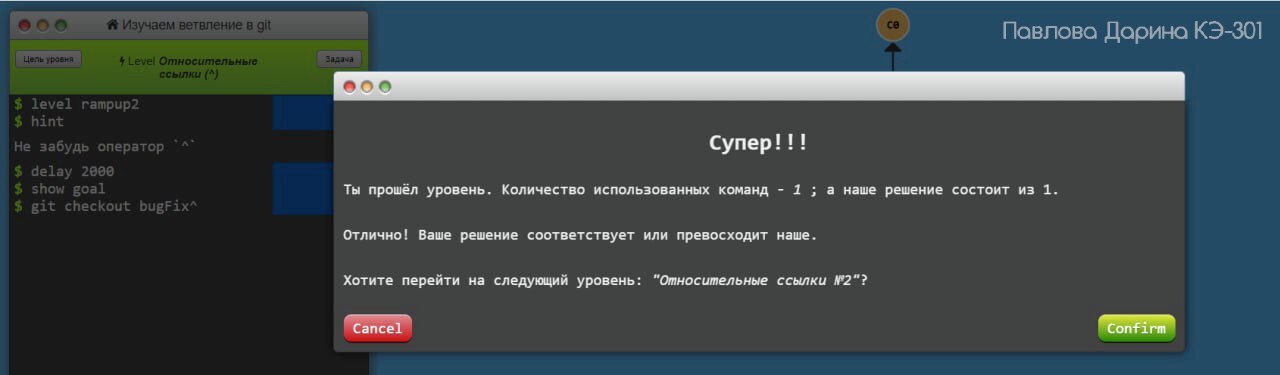 Изучаем ветвление в git
c0
Павлова Дарина КЭ-301
Цель уровня
Level Относительные
ссылки (^)
Задача
$ level rampup2
$ hint
Не забудь оператор `^`
$ delay 2000
$ show goal
$ git checkout bugFix^
Супер!!!
Ты прошёл уровень. Количество использованных команд - 1 ; а наше решение состоит из 1.
Отлично! Ваше решение соответствует или превосходит наше.
Хотите перейти на следующий уровень: "Относительные ссылки №2"?
Cancel
Confirm